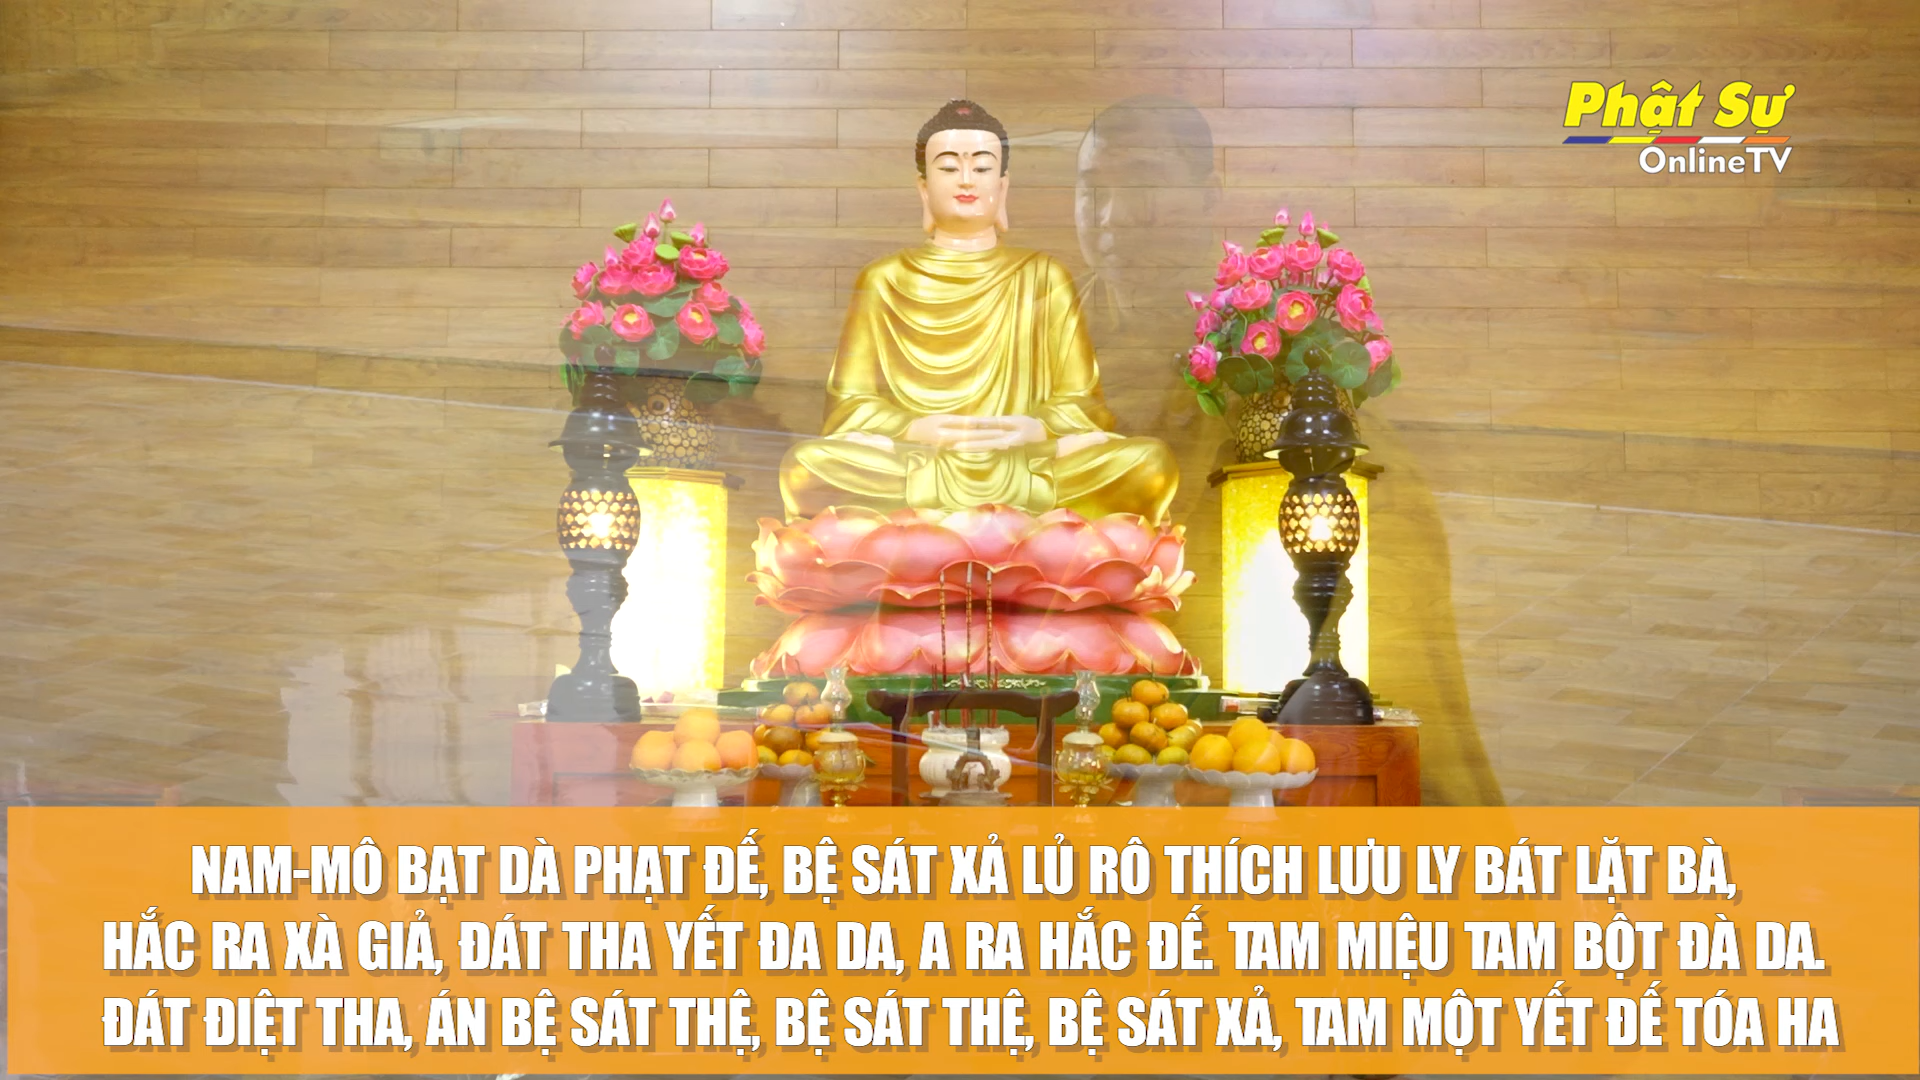 Phật Sự
OnlineTV
NAM-MÔ BẠT DÀ PHẠT ĐẾ, BỆ SÁT XẢ LỦ RÔ THÍCH LƯU LY BÁT LẶT BÀ,
HẮC RA XÀ GIẢ, ĐÁT THA YẾT ĐA DA, A RA HẮC ĐẾ. TAM MIỆU TAM BỘT ĐÀ DA.
ĐÁT ĐIỆT THA, ÁN BỆ SÁT THỆ, BỆ SÁT THỆ, BỆ SÁT XẢ, TAM MỘT YẾT ĐẾ TÓA HA